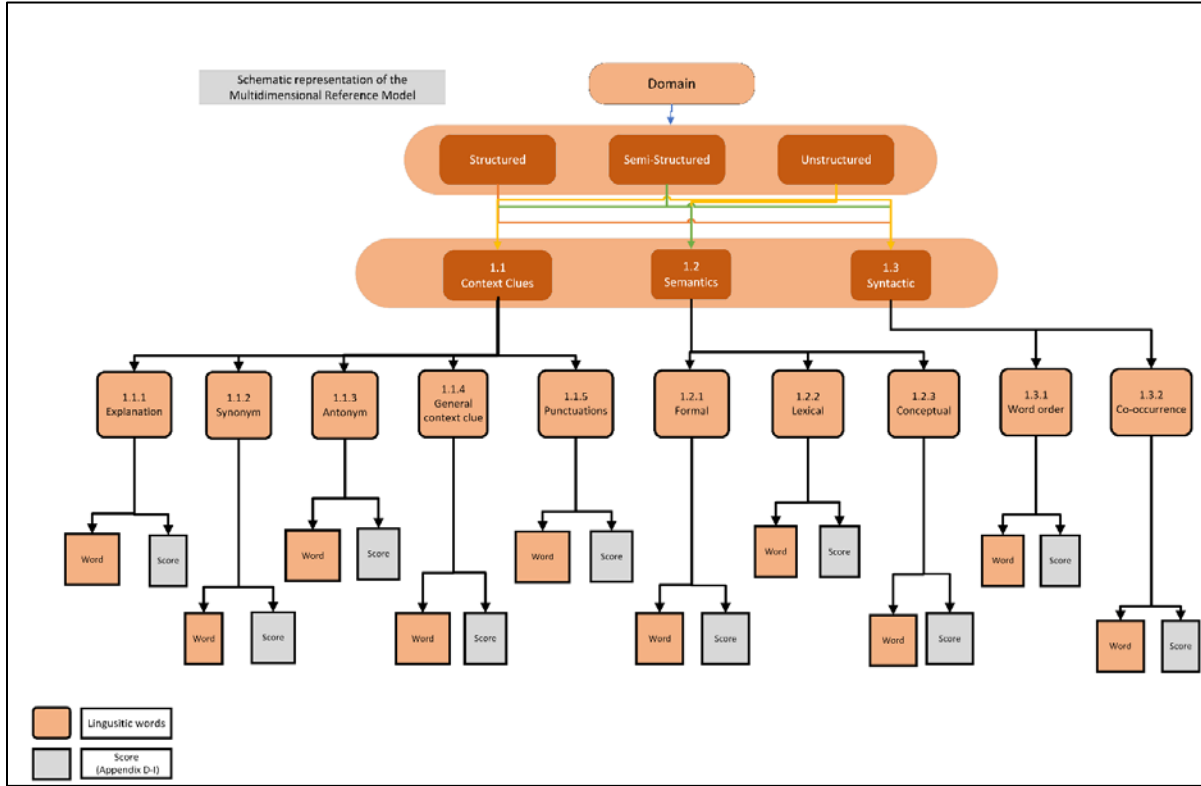 Schematic representation of the
Multidimensional Reference Model
Domain
Structured
Semi-Structured
Unstructured
1.1
Context Clues
1.2
Semantics
1.3
Syntactic
1.1.1
Explanation
1.1.2
Synonym
1.1.3
Antonym
1.1.4
General
context clue
1.1.5
Punctuations
1.2.1
Formal
1.2.2
Lexical
1.2.3
Conceptual
1.3.1
Word order
1.3.2
Co-occurrence
Word
Score
Word
Score
Word
Score
Word
Score
Word
Score
Word
Score
Word
Score
Word
Score
Word
Score
Word
Score
Lingusitic words
Score
(Appendix D-I)